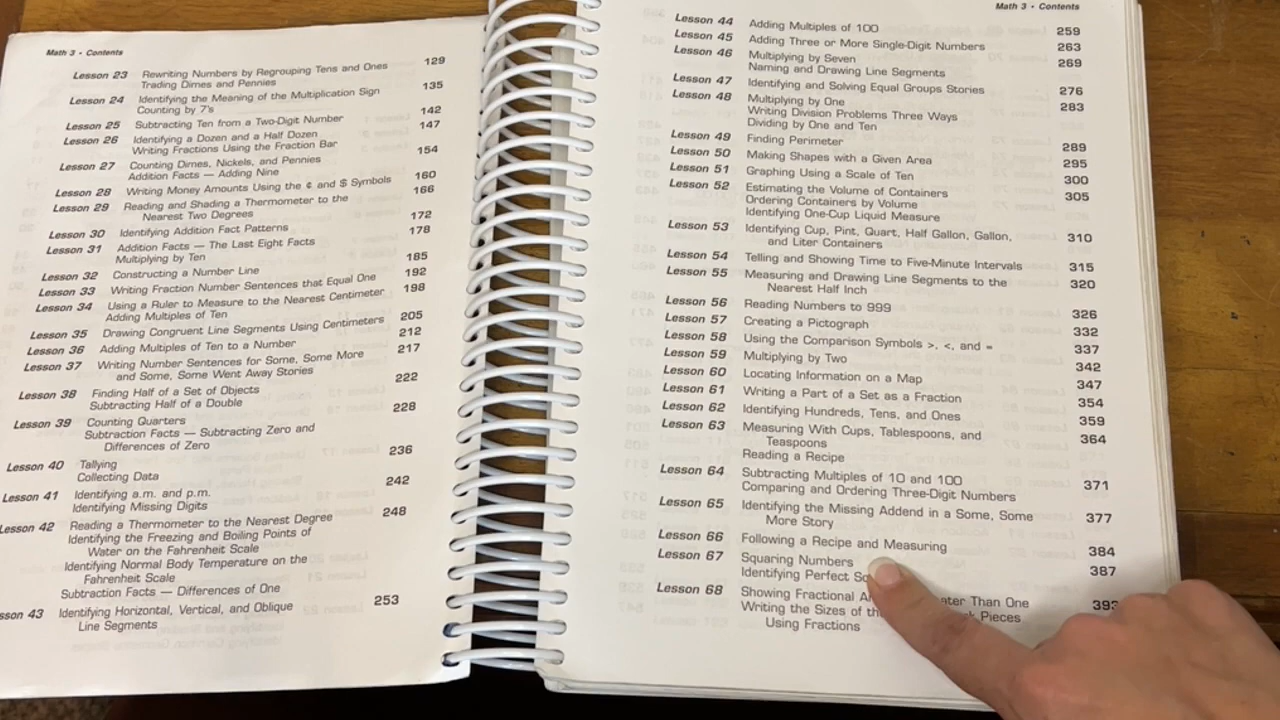 Math 3 • Contents
Lesson 23 Rewriting Numbers by Regrouping Tens and Ones 129
Trading Dimes and Pennies
Lesson 24 Identifying the Meaning of the Multiplication Sign 135
Counting by 7's
Lesson 25 Subtracting Ten from a Two-Digit Number 142
Lesson 26 Identifying a Dozen and a Half Dozen 147
Writing Fractions Using the Fraction Bar
Lesson 27 Counting Dimes, Nickels, and Pennies 154
Addition Facts — Adding Nine
Lesson 28 Writing Money Amounts Using the ¢ and $ Symbols 160
Lesson 29 Reading and Shading a Thermometer to the 166
Nearest Two Degrees
Lesson 30 Identifying Addition Fact Patterns 172
Lesson 31 Addition Facts — The Last Eight Facts 178
Multiplying by Ten
Lesson 32 Constructing a Number Line 185
Lesson 33 Writing Fraction Number Sentences that Equal One 192
Lesson 34 Using a Ruler to Measure to the Nearest Centimeter 198
Adding Multiples of Ten
Lesson 35 Drawing Congruent Line Segments Using Centimeters 205
Lesson 36 Adding Multiples of Ten to a Number 212
Lesson 37 Writing Number Sentences for Some, Some More 217
and Some, Some Went Away Stories
Lesson 38 Finding Half of a Set of Objects 222
Subtracting Half of a Double
Lesson 39 Counting Quarters 228
Subtraction Facts — Subtracting Zero and
Differences of Zero
Lesson 40 Tallying 236
Collecting Data
Lesson 41 Identifying a.m. and p.m. 242
Identifying Missing Digits
Lesson 42 Reading a Thermometer to the Nearest Degree 248
Identifying the Freezing and Boiling Points of
Water on the Fahrenheit Scale
Identifying Normal Body Temperature on the
Fahrenheit Scale
Subtraction Facts — Differences of One
sson 43 Identifying Horizontal, Vertical, and Oblique 253
Line Segments
Math 3 • Contents
Lesson 44 Adding Multiples of 100 259
Lesson 45 Adding Three or More Single-Digit Numbers 263
Lesson 46 Multiplying by Seven 269
Naming and Drawing Line Segments
Lesson 47 Identifying and Solving Equal Groups Stories 276
Lesson 48 Multiplying by One 283
Writing Division Problems Three Ways
Dividing by One and Ten
Lesson 49 Finding Perimeter 289
Lesson 50 Making Shapes with a Given Area 295
Lesson 51 Graphing Using a Scale of Ten 300
Lesson 52 Estimating the Volume of Containers 305
Ordering Containers by Volume
Identifying One-Cup Liquid Measure
Lesson 53 Identifying Cup, Pint, Quart, Half Gallon, Gallon, 310
and Liter Containers
Lesson 54 Telling and Showing Time to Five-Minute Intervals 315
Lesson 55 Measuring and Drawing Line Segments to the 320
Nearest Half Inch
Lesson 56 Reading Numbers to 999 326
Lesson 57 Creating a Pictograph 332
Lesson 58 Using the Comparison Symbols >, <, and = 337
Lesson 59 Multiplying by Two 342
Lesson 60 Locating Information on a Map 347
Lesson 61 Writing a Part of a Set as a Fraction 354
Lesson 62 Identifying Hundreds, Tens, and Ones 359
Lesson 63 Measuring With Cups, Tablespoons, and 364
Teaspoons
Reading a Recipe
Lesson 64 Subtracting Multiples of 10 and 100 371
Comparing and Ordering Three-Digit Numbers
Lesson 65 Identifying the Missing Addend in a Some, Some 377
More Story
Lesson 66 Following a Recipe and Measuring 384
Lesson 67 Squaring Numbers 387
Identifying Perfect
Lesson 68 Showing Fractional Than One 393
Writing the Sizes of Pieces
Using Fractions